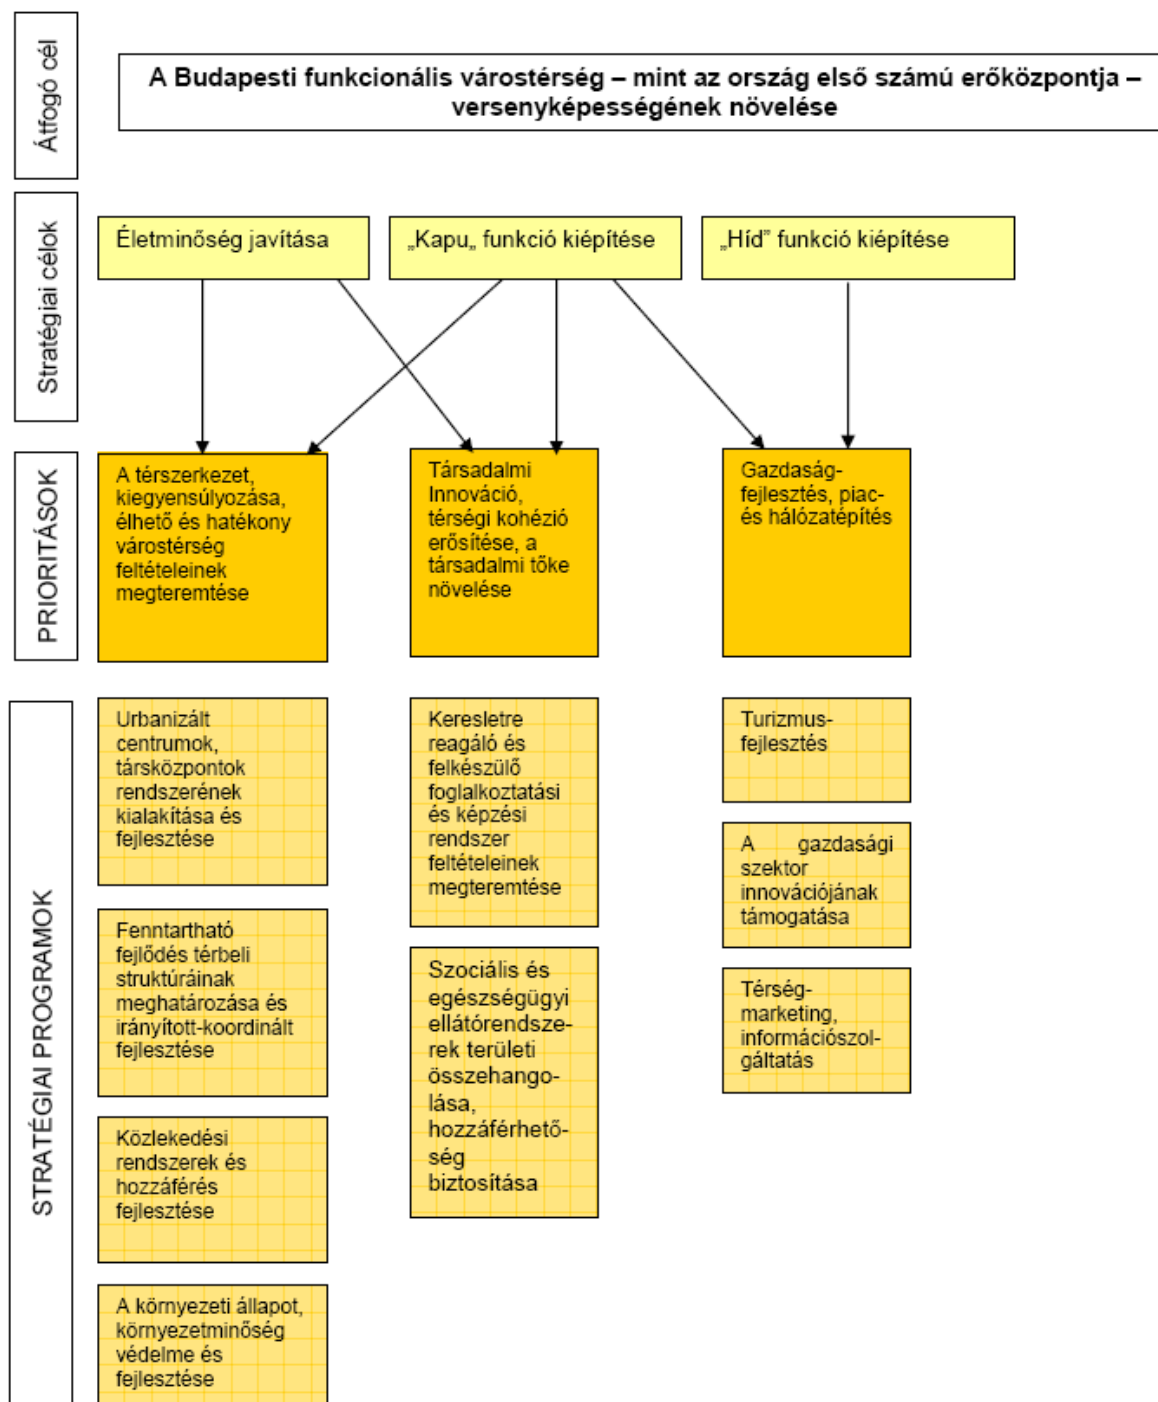 Átfogó cél
A Budapesti funkcionális várostérség – mint az ország első számú erőközpontja –
versenyképességének növelése
Stratégiai célok
Életminőség javítása
„Kapu„ funkció kiépítése
„Híd” funkció kiépítése
PRIORITÁSOK
A térszerkezet,
kiegyensúlyozása,
élhető és hatékony
várostérség
feltételeinek
megteremtése
Társadalmi
Innováció,
térségi kohézió
erősítése, a
társadalmi tőke
növelése
Gazdaság-
fejlesztés, piac-
és hálózatépítés
STRATÉGIAI PROGRAMOK
Urbanizált
centrumok,
társközpontok
rendszerének
kialakítása és
fejlesztése
Fenntartható
fejlődés térbeli
struktúráinak
meghatározása és
irányított-koordinált
fejlesztése
Közlekedési
rendszerek és
hozzáférés
fejlesztése
A környezeti állapot,
környezetminőség
védelme és
fejlesztése
Keresletre
reagáló és
felkészülő
foglalkoztatási
és képzési
rendszer
feltételeinek
megteremtése
Szociális és
egészségügyi
ellátórendsze-
rek területi
összehango-
lása,
hozzáférhető-
ség
biztosítása
Turizmus-
fejlesztés
A gazdasági
szektor
innovációjának
támogatása
Térség-
marketing,
információszol-
gáltatás